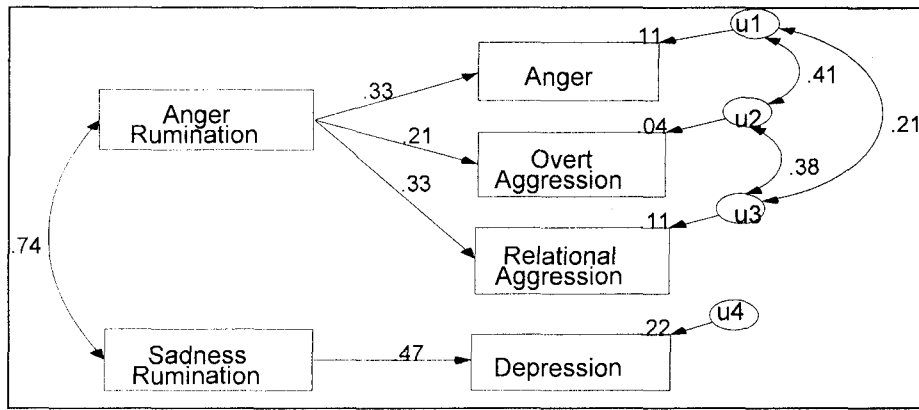 .11
u1
Anger
.33
.41
Anger
Rumination
.04
u2
.21
.21
Overt
Aggression
.38
.33
.11
u3
.74
Relational
Aggression
u4
.22
Sadness
Rumination
.47
Depression